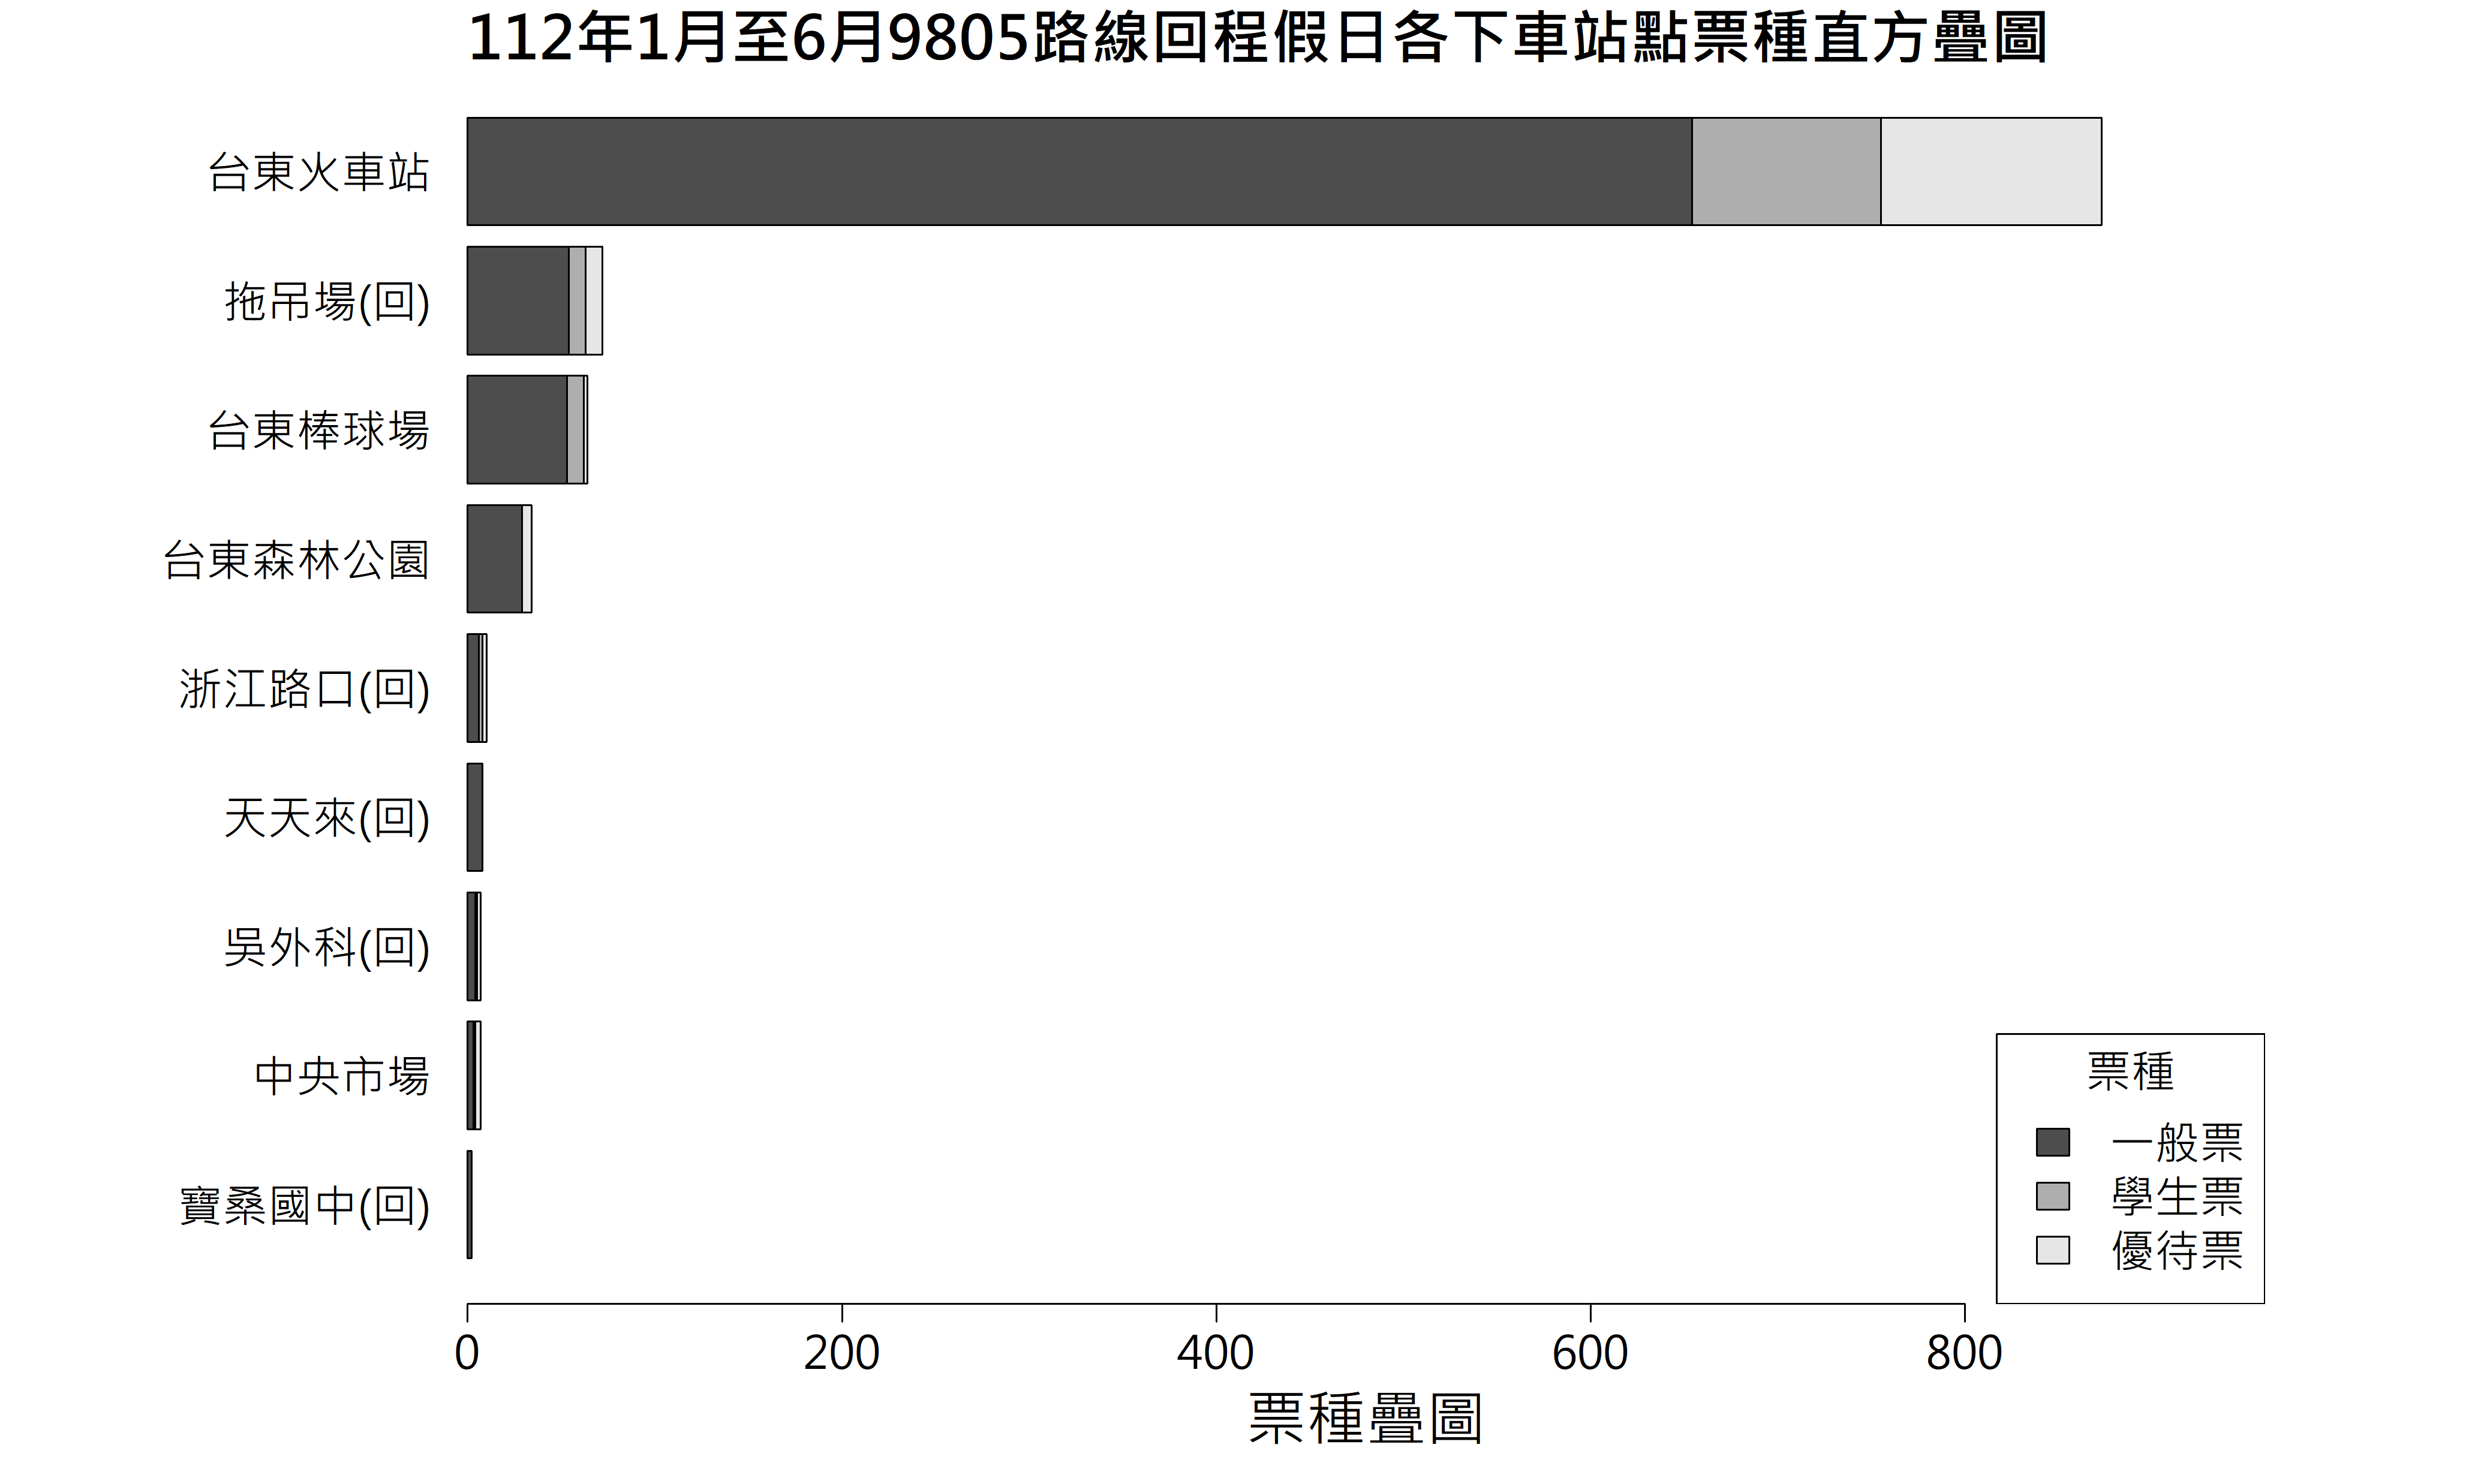 112年1月至6月9805路線回程假日各下車站點票種直方疊圖
台東火車站
拖吊場(回)
台東棒球場
台東森林公園
浙江路口(回)
天天來(回)
吳外科(回)
中央市場
寶桑國中(回)
票種
一般票
學生票
優待票
0 200 400 600 800
票種疊圖